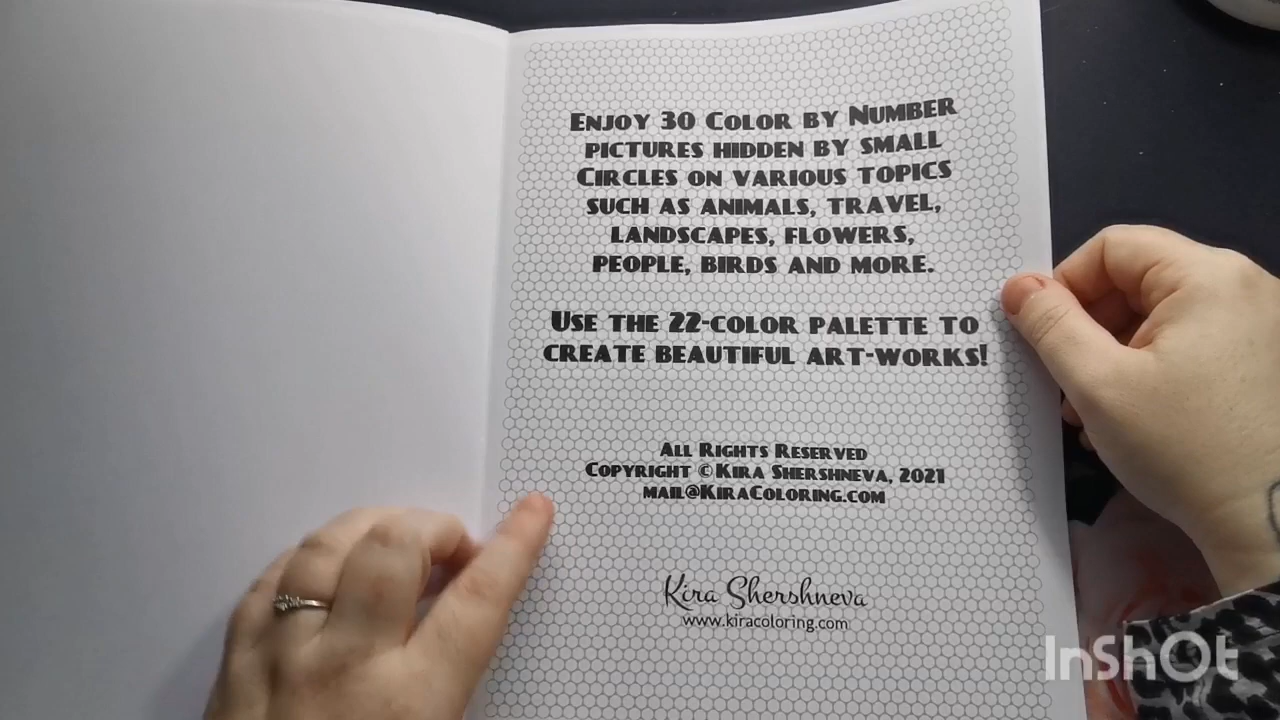 Enjoy 30 Color by Number
pictures hidden by small
Circles on various topics
such as animals, travel,
landscapes, flowers,
people, birds and more.
Use the 22-color palette to
create beautiful art-works!
All Rights Reserved
Copyright © Kira Shershneva, 2021
mail@KiraColoring.com
Kira Shershneva
www.kiracoloring.com
InShOt